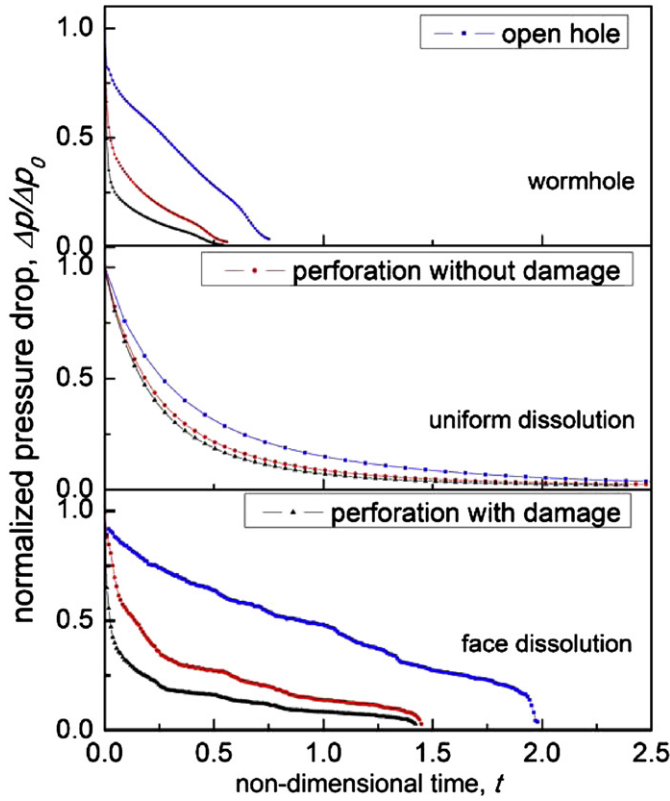 normalized pressure drop, Δp/Δp₀
1.0
0.5
0.0
open hole
wormhole
1.0
0.5
0.0
perforation without damage
uniform dissolution
1.0
0.5
0.0
perforation with damage
face dissolution
0.0 0.5 1.0 1.5 2.0 2.5
non-dimensional time, t